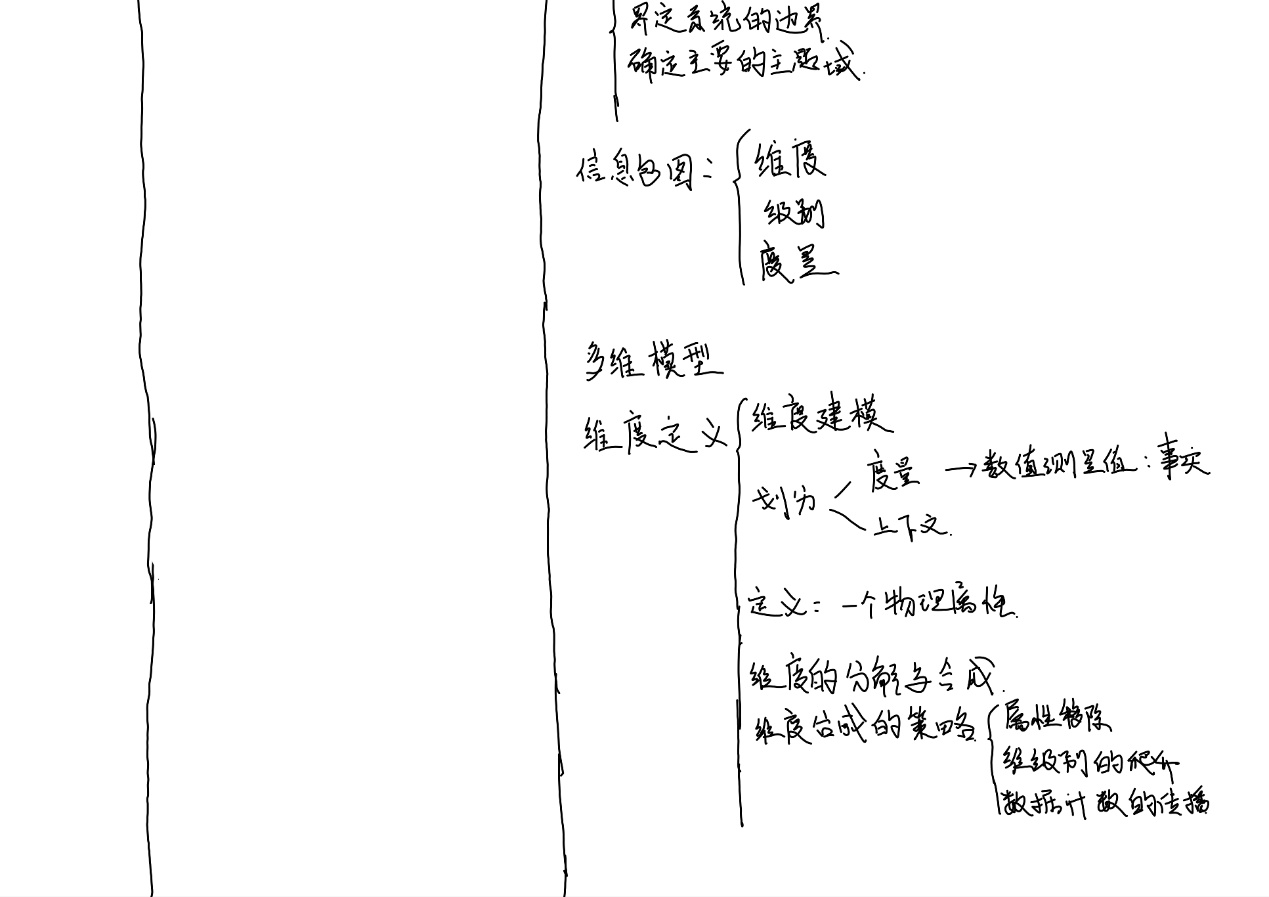 界定系统的边界.
确定主要的主题域.
信息包图: 维度
级别
度量
多维模型
维度定义 维度建模
划分 度量 →数值测量值:事实
上下文.
定义: 一个物理属性.
维度的分解与合成.
维度合成的策略 属性移除
维级别的爬升
数据计数的传播